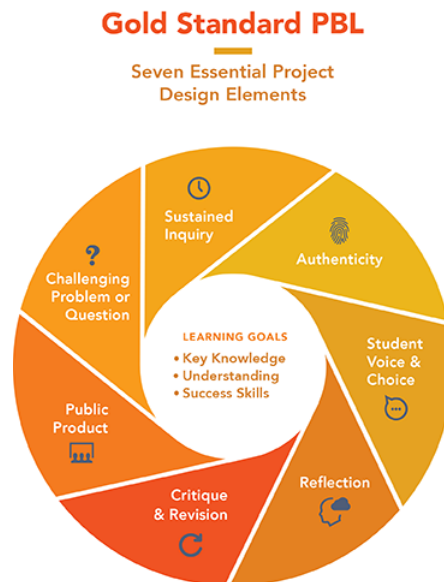 Gold Standard PBL
Seven Essential Project
Design Elements
?
Challenging
Problem or
Question
Sustained
Inquiry
Authenticity
Student
Voice &
Choice
Reflection
Critique
& Revision
Public
Product
LEARNING GOALS
• Key Knowledge
• Understanding
• Success Skills